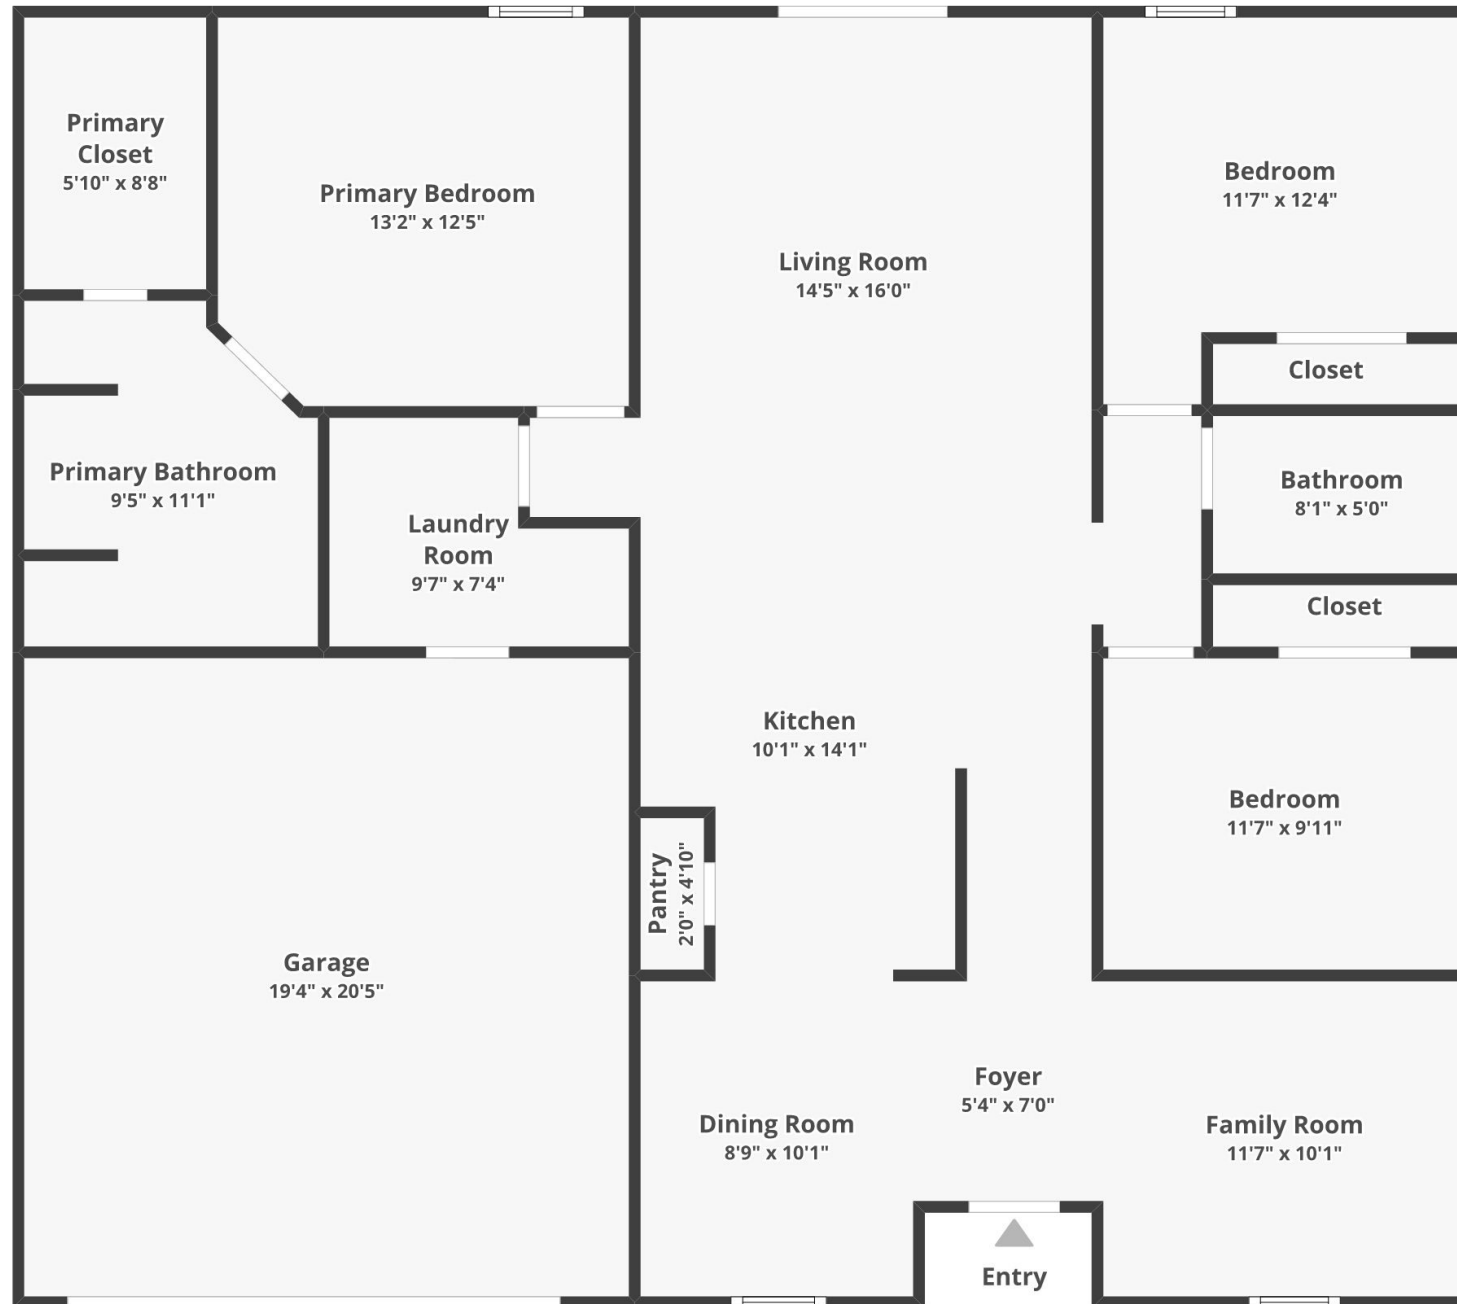 Primary
Closet
5'10" x 8'8"
Primary Bedroom
13'2" x 12'5"
Living Room
14'5" x 16'0"
Bedroom
11'7" x 12'4"
Closet
Primary Bathroom
9'5" x 11'1"
Laundry
Room
9'7" x 7'4"
Bathroom
8'1" x 5'0"
Closet
Kitchen
10'1" x 14'1"
Bedroom
11'7" x 9'11"
Pantry
2'0" x 4'10"
Garage
19'4" x 20'5"
Foyer
5'4" x 7'0"
Dining Room
8'9" x 10'1"
Family Room
11'7" x 10'1"
Entry